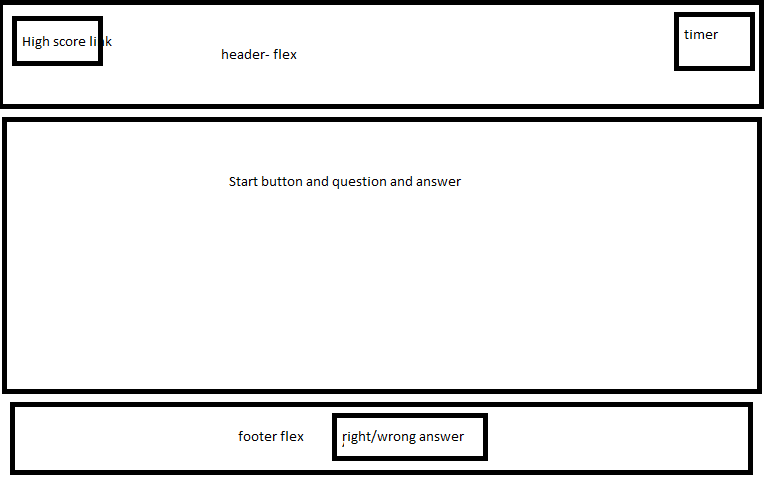 High score link
timer
header- flex
Start button and question and answer
footer flex
right/wrong answer